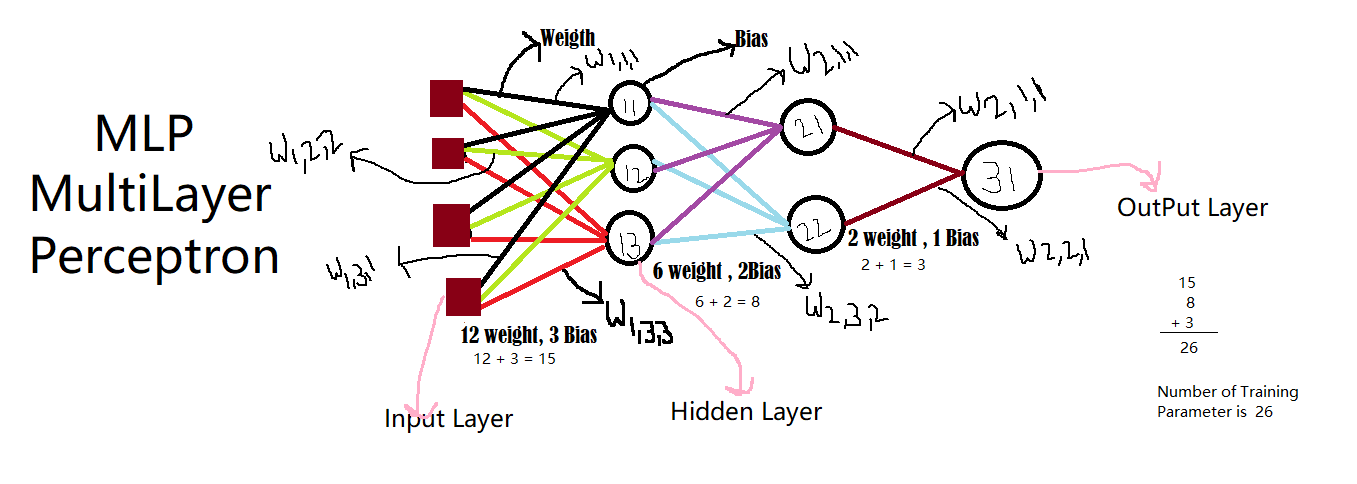 MLP
MultiLayer
Perceptron
Weigth
Bias
W1,1,1
W2,1,1
W2,1,1
W1,2,2
W1,3,1
W1,3,3
W2,3,2
W2,2,1
11
12
13
21
22
31
12 weight, 3 Bias
12 + 3 = 15
6 weight , 2Bias
6 + 2 = 8
2 weight , 1 Bias
2 + 1 = 3
Input Layer
Hidden Layer
OutPut Layer
15
8
+ 3
26
Number of Training
Parameter is 26